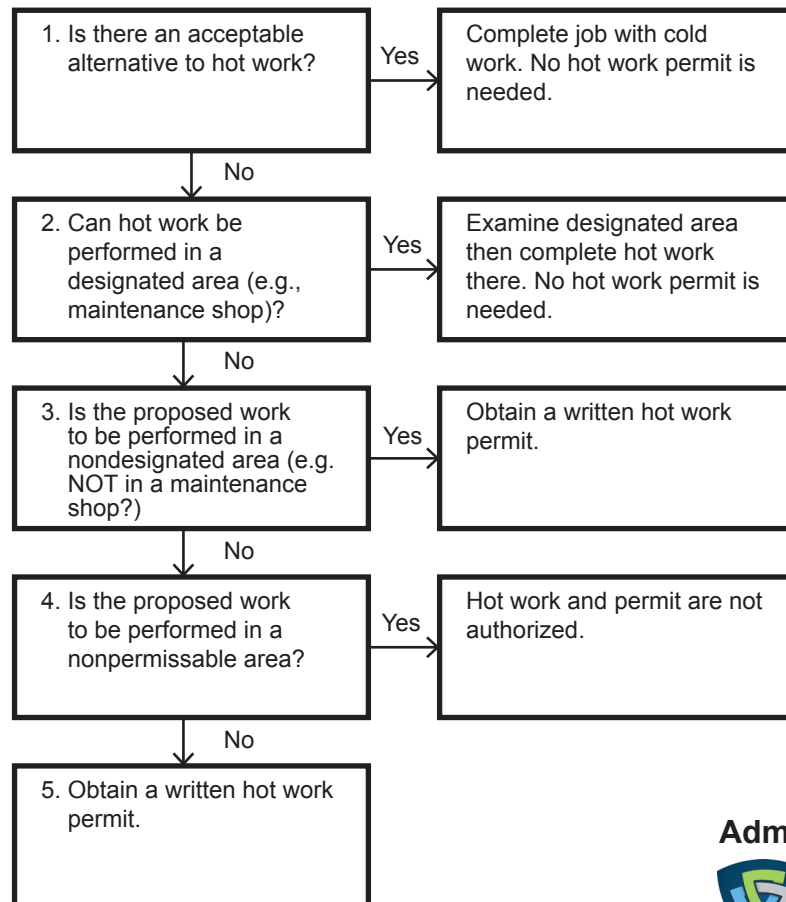 1. Is there an acceptable
alternative to hot work?
Yes
Complete job with cold
work. No hot work permit is
needed.
No
2. Can hot work be
performed in a
designated area (e.g.,
maintenance shop)?
Yes
Examine designated area
then complete hot work
there. No hot work permit is
needed.
No
3. Is the proposed work
to be performed in a
nondesignated area (e.g.
NOT in a maintenance
shop?)
Yes
Obtain a written hot work
permit.
No
4. Is the proposed work
to be performed in a
nonpermissable area?
Yes
Hot work and permit are not
authorized.
No
5. Obtain a written hot work
permit.
Adm